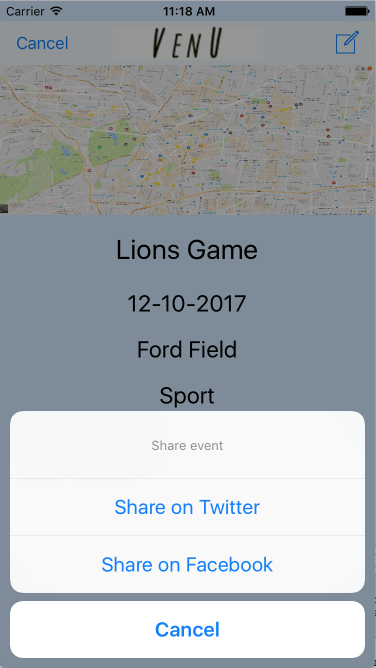 Carrier 11:18 AM
Cancel VENU
Lions Game
12-10-2017
Ford Field
Sport
Share event
Share on Twitter
Share on Facebook
Cancel